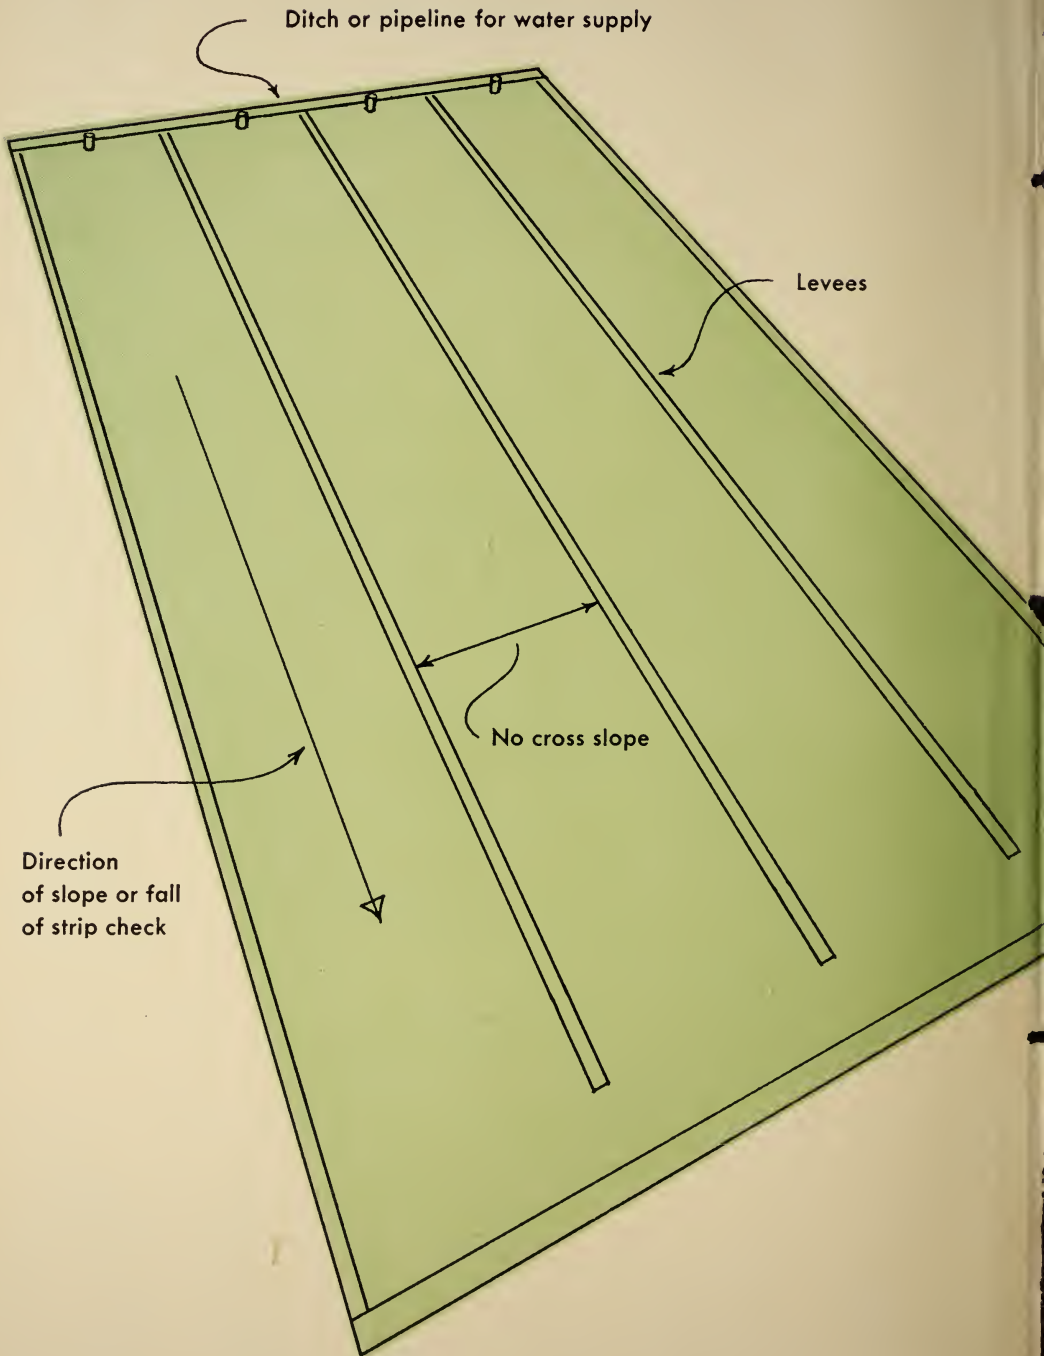 Ditch or pipeline for water supply
Levees
No cross slope
Direction
of slope or fall
of strip check